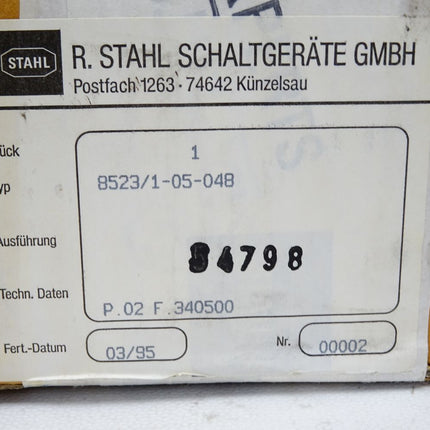 STAHL
R. STAHL SCHALTGERÄTE GMBH
Postfach 1263 · 74642 Künzelsau
ück 1
yp 8523/1-05-048
Ausführung 84798
Techn. Daten P.02 F.340500
Fert.-Datum 03/95 Nr. 00002